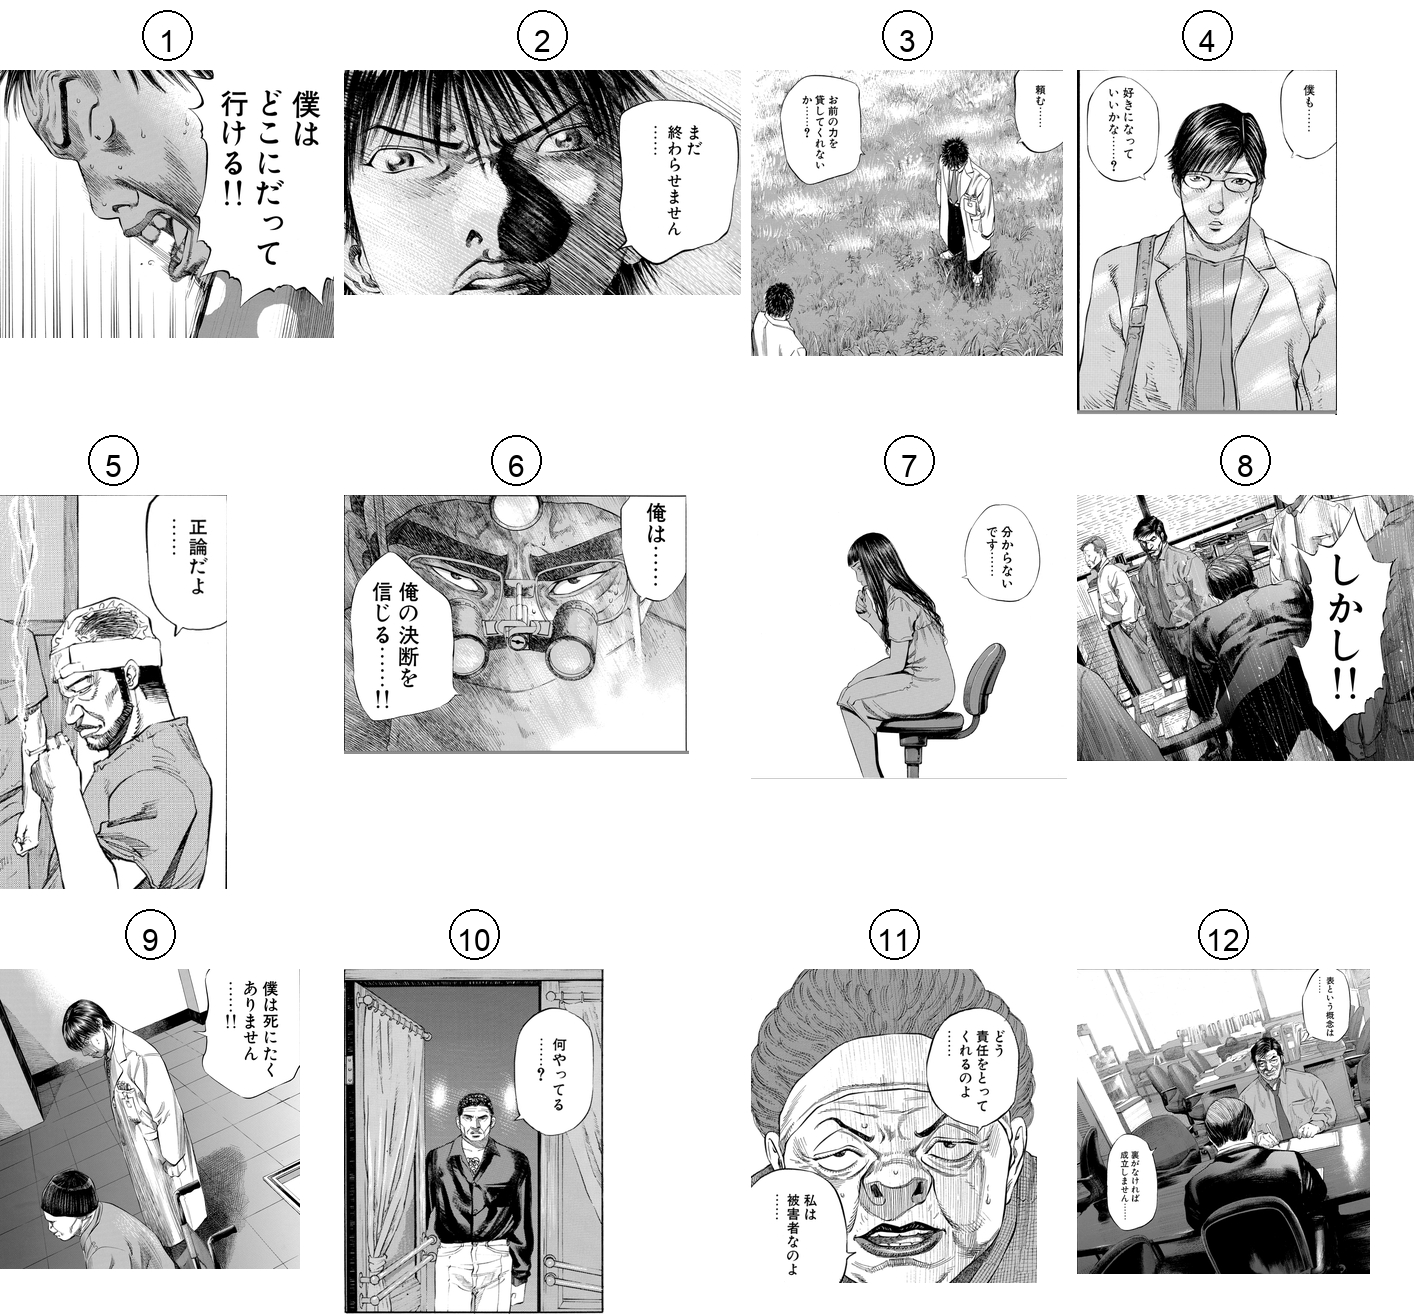 1
僕は
どこにだって
行ける!!
2
まだ
終わらせません
……
3
頼む……
お前の力を
貸してくれない
か……?
4
僕も……
好きになって
いいかな……?
5
正論だよ
……
6
俺は……
俺の決断を
信じる……!!
7
分からない
です……
8
しかし!!
9
僕は死にたく
ありません
……!!
10
何やってる
……?
11
どう
責任をとって
くれるのよ
……
私は
被害者なのよ
……
12
表という概念は
……
裏がなければ
成立しません……